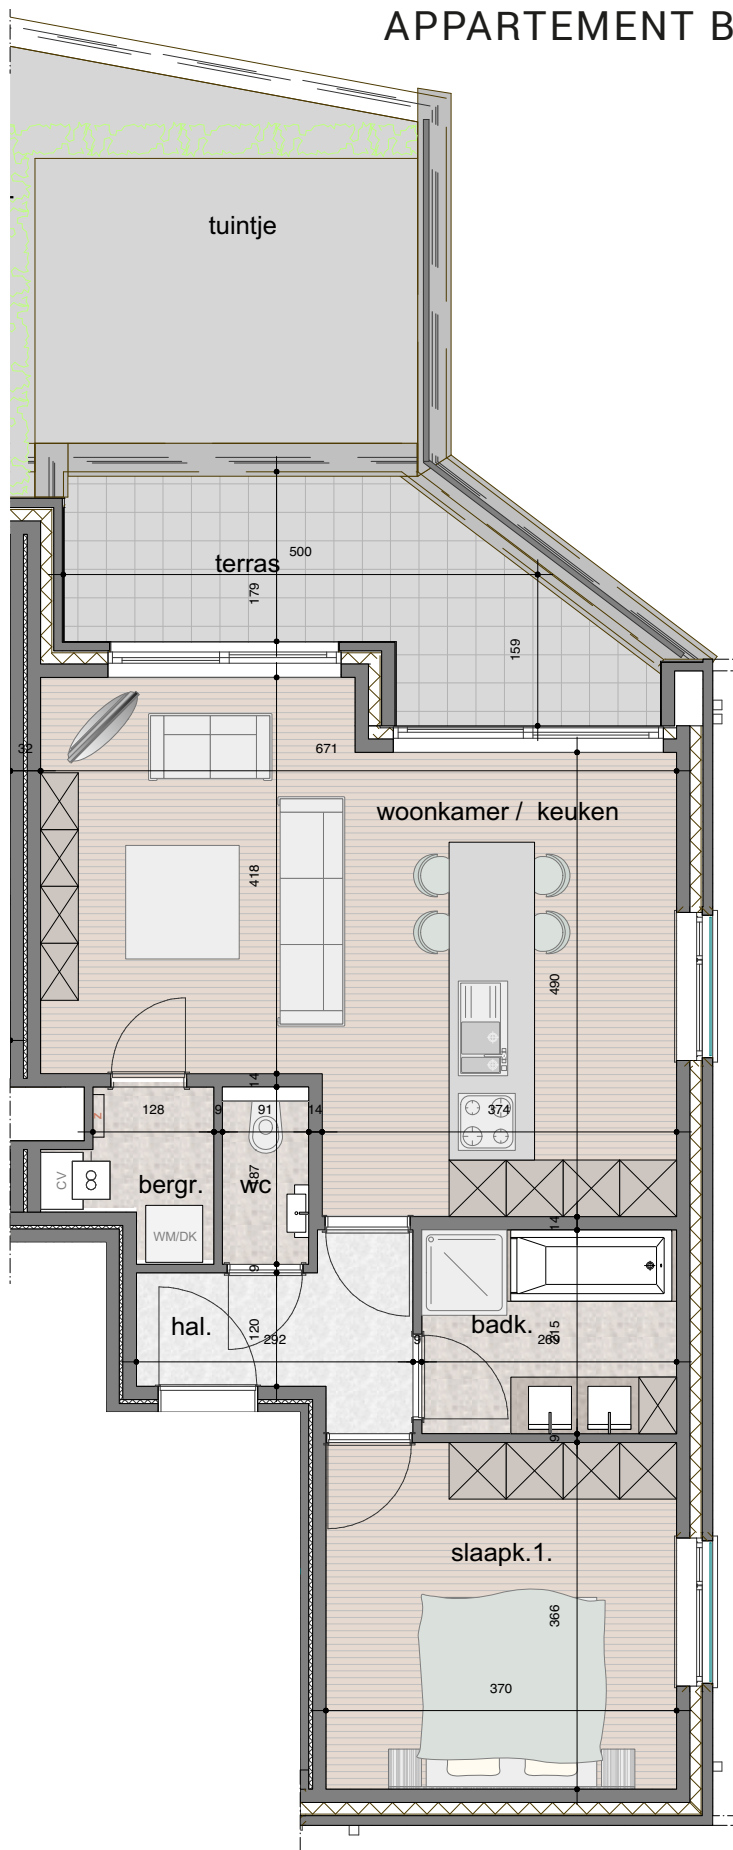 APPARTEMENT B
tuintje
terras
500
179
159
32
671
woonkamer / keuken
418
490
14
128
9
91
14
374
Z
CV
bergr.
wc
187
WM/DK
14
9
hal.
120
292
9
badk.
315
269
9
slaapk.1.
366
370